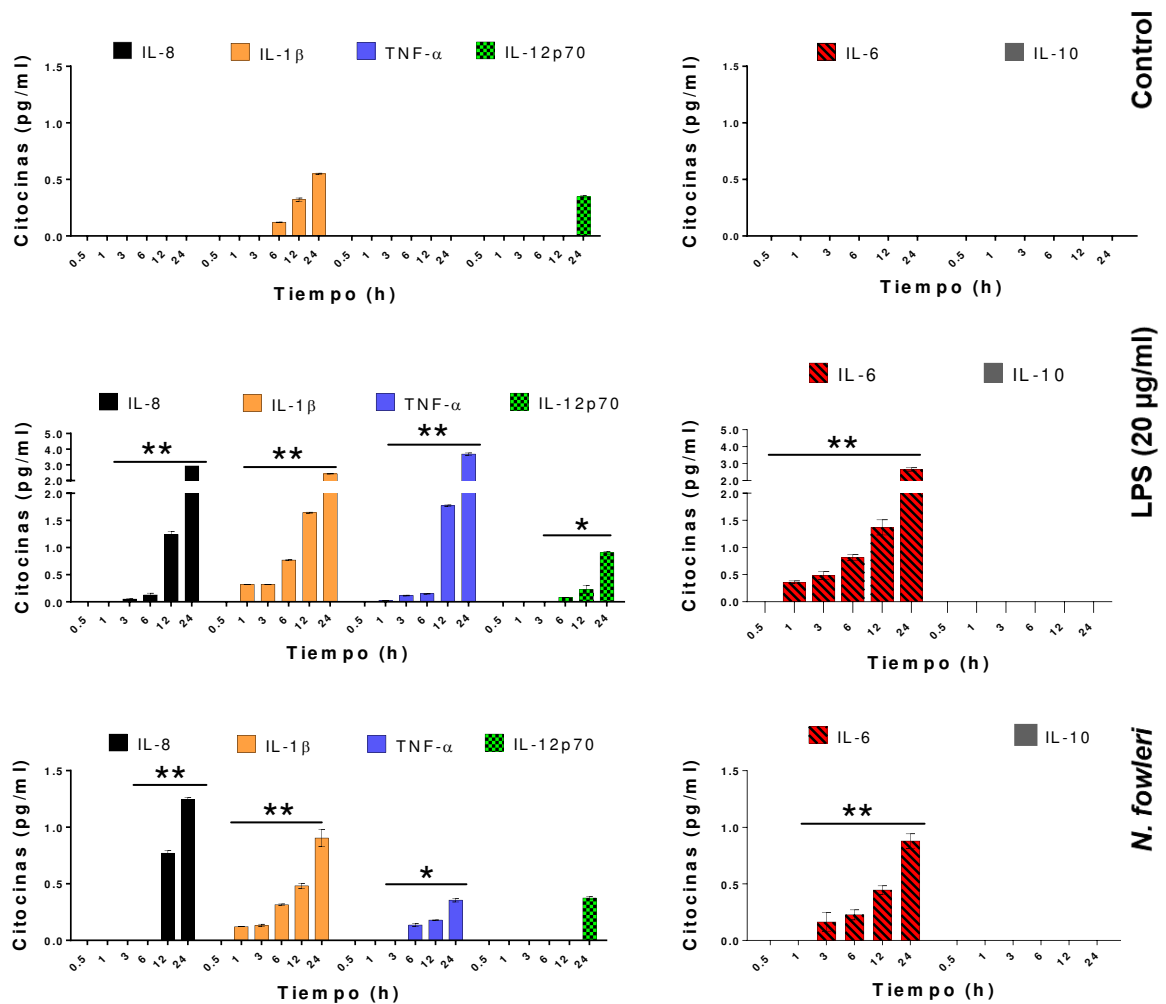 IL-8 IL-1β TNF-α IL-12p70
Citocinas (pg/ml)
1.5
1.0
0.5
0.0
0.5 1 3 6 12 24 0.5 1 3 6 12 24 0.5 1 3 6 12 24 0.5 1 3 6 12 24
Tiempo (h)
IL-6 IL-10
Citocinas (pg/ml)
1.5
1.0
0.5
0.0
0.5 1 3 6 12 24 0.5 1 3 6 12 24
Tiempo (h)
Control
IL-8 IL-1β TNF-α IL-12p70
Citocinas (pg/ml)
5.0
4.0
3.0
2.0
2.0
1.5
1.0
0.5
0.0
** ** ** *
0.5 1 3 6 12 24 0.5 1 3 6 12 24 0.5 1 3 6 12 24 0.5 1 3 6 12 24
Tiempo (h)
IL-6 IL-10
Citocinas (pg/ml)
5.0
4.0
3.0
2.0
2.0
1.5
1.0
0.5
0.0
**
0.5 1 3 6 12 24 0.5 1 3 6 12 24
Tiempo (h)
LPS (20 µg/ml)
IL-8 IL-1β TNF-α IL-12p70
Citocinas (pg/ml)
1.5
1.0
0.5
0.0
** ** *
0.5 1 3 6 12 24 0.5 1 3 6 12 24 0.5 1 3 6 12 24 0.5 1 3 6 12 24
Tiempo (h)
IL-6 IL-10
Citocinas (pg/ml)
1.5
1.0
0.5
0.0
**
0.5 1 3 6 12 24 0.5 1 3 6 12 24
Tiempo (h)
N. fowleri